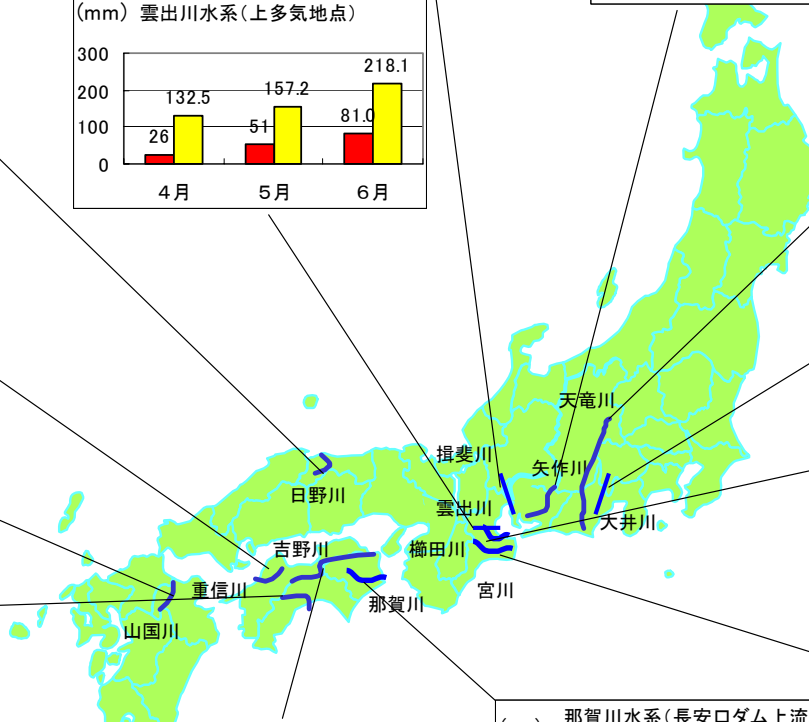 (mm) 雲出川水系(上多気地点)
300
200
100
0
132.5
157.2
218.1
26
51
81.0
4月 5月 6月
天竜川
揖斐川
矢作川
日野川
雲出川
大井川
吉野川
櫛田川
重信川
那賀川
宮川
山国川
那賀川水系(長安口ダム上流